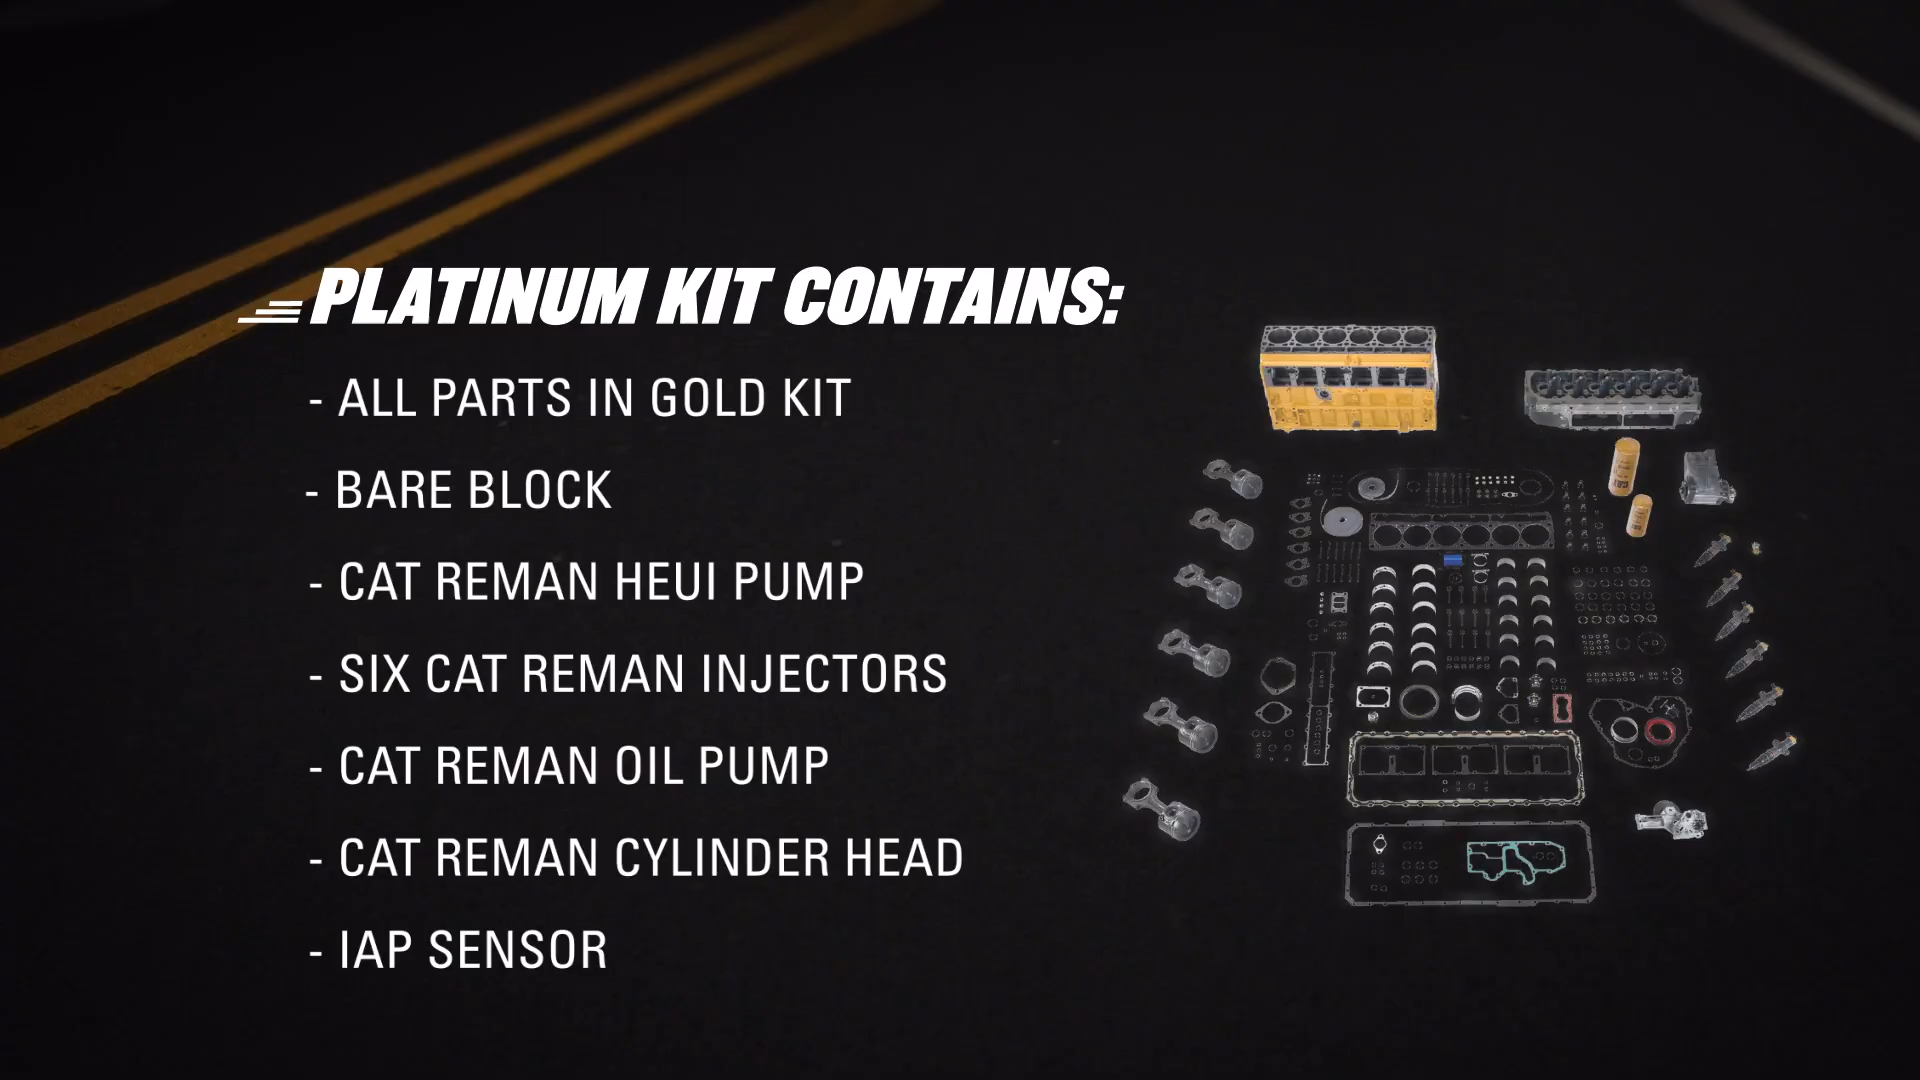 PLATINUM KIT CONTAINS:
- ALL PARTS IN GOLD KIT
- BARE BLOCK
- CAT REMAN HEUI PUMP
- SIX CAT REMAN INJECTORS
- CAT REMAN OIL PUMP
- CAT REMAN CYLINDER HEAD
- IAP SENSOR